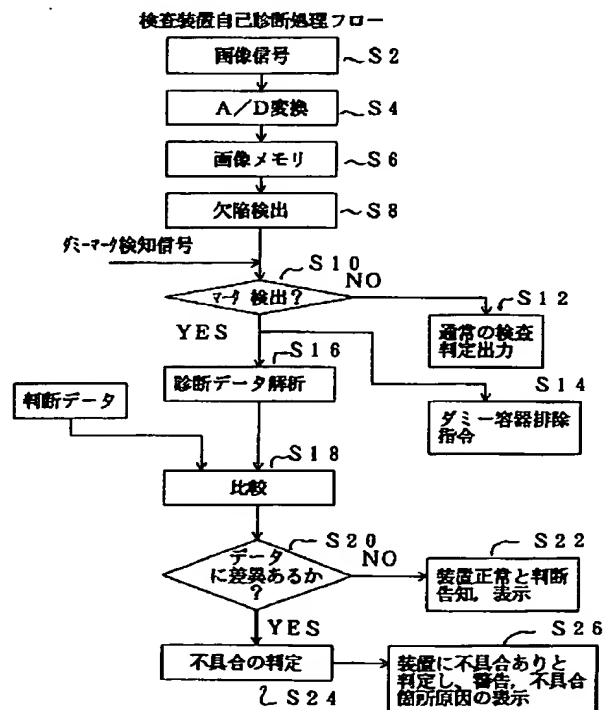 検査装置自己診断処理フロー
画像信号
S2
A/D変換
S4
画像メモリ
S6
欠陥検出
S8
ダミーマーク検知信号
S10
マーク 検出?
NO
S12
通常の検査
判定出力
YES
S16
診断データ解析
S14
ダミー容器排除
指令
判断データ
S18
比較
S20
データ
に差異あるか
?
NO
S22
装置正常と判断
告知,表示
YES
不具合の判定
S24
S26
装置に不具合ありと
判定し、警告,不具合
箇所原因の表示